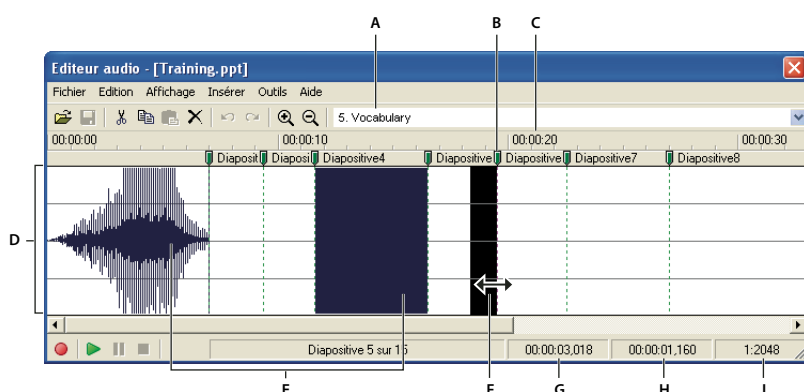 A B C
Editeur audio - [Training.ppt]
Fichier Edition Affichage Insérer Outils Aide
5. Vocabulary
00:00:00 00:00:10 00:00:20 00:00:30
Diaposit Diaposi Diapositive4 Diapositive Diapositive Diapositive7 Diapositive8
D
Diapositive 5 sur 15 00:00:03,018 00:00:01,160 1:2048
E F G H I